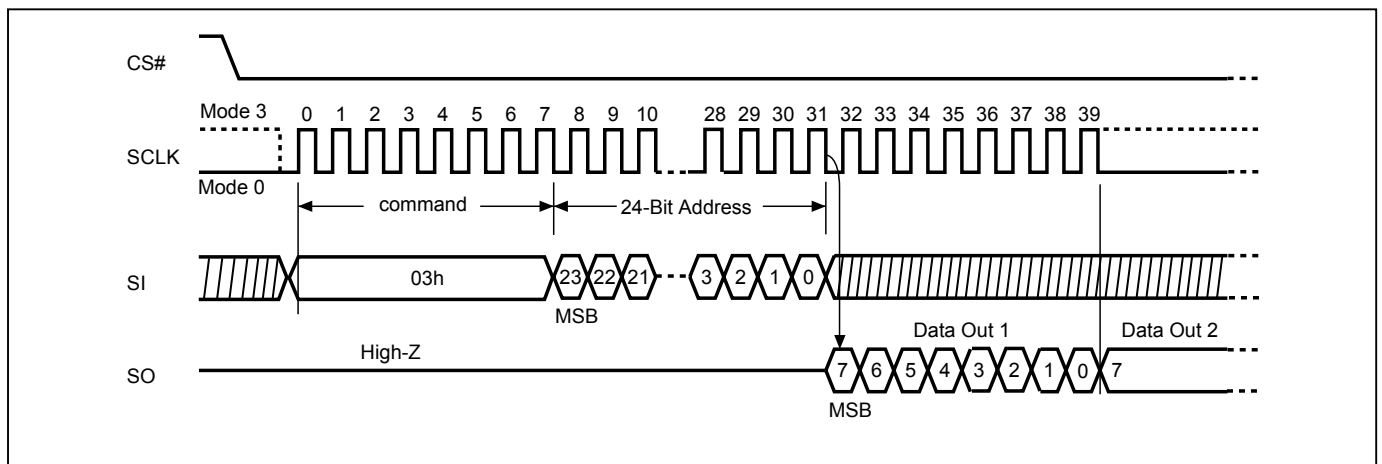 CS#
Mode 3
0 1 2 3 4 5 6 7 8 9 10 28 29 30 31 32 33 34 35 36 37 38 39
SCLK
Mode 0
command
24-Bit Address
SI
03h
23 22 21 3 2 1 0
MSB
Data Out 1
Data Out 2
High-Z
SO
7 6 5 4 3 2 1 0 7
MSB